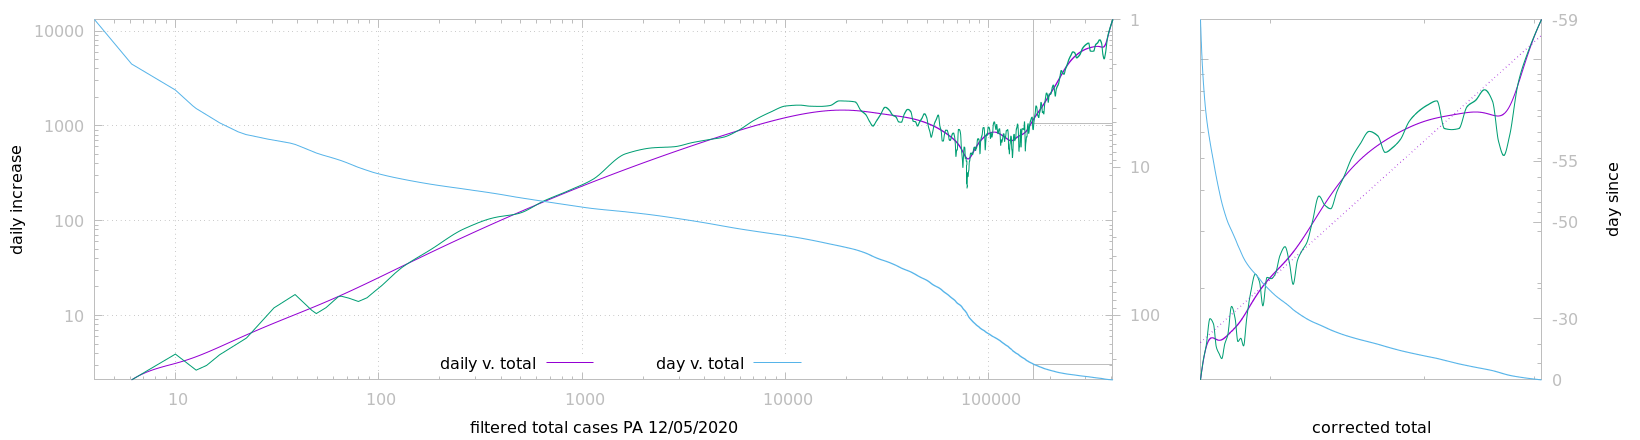 daily increase
10000
1000
100
10
10
100
1000
10000
100000
daily v. total
day v. total
filtered total cases PA 12/05/2020
1
10
100
-59
-55
-50
-30
0
day since
corrected total